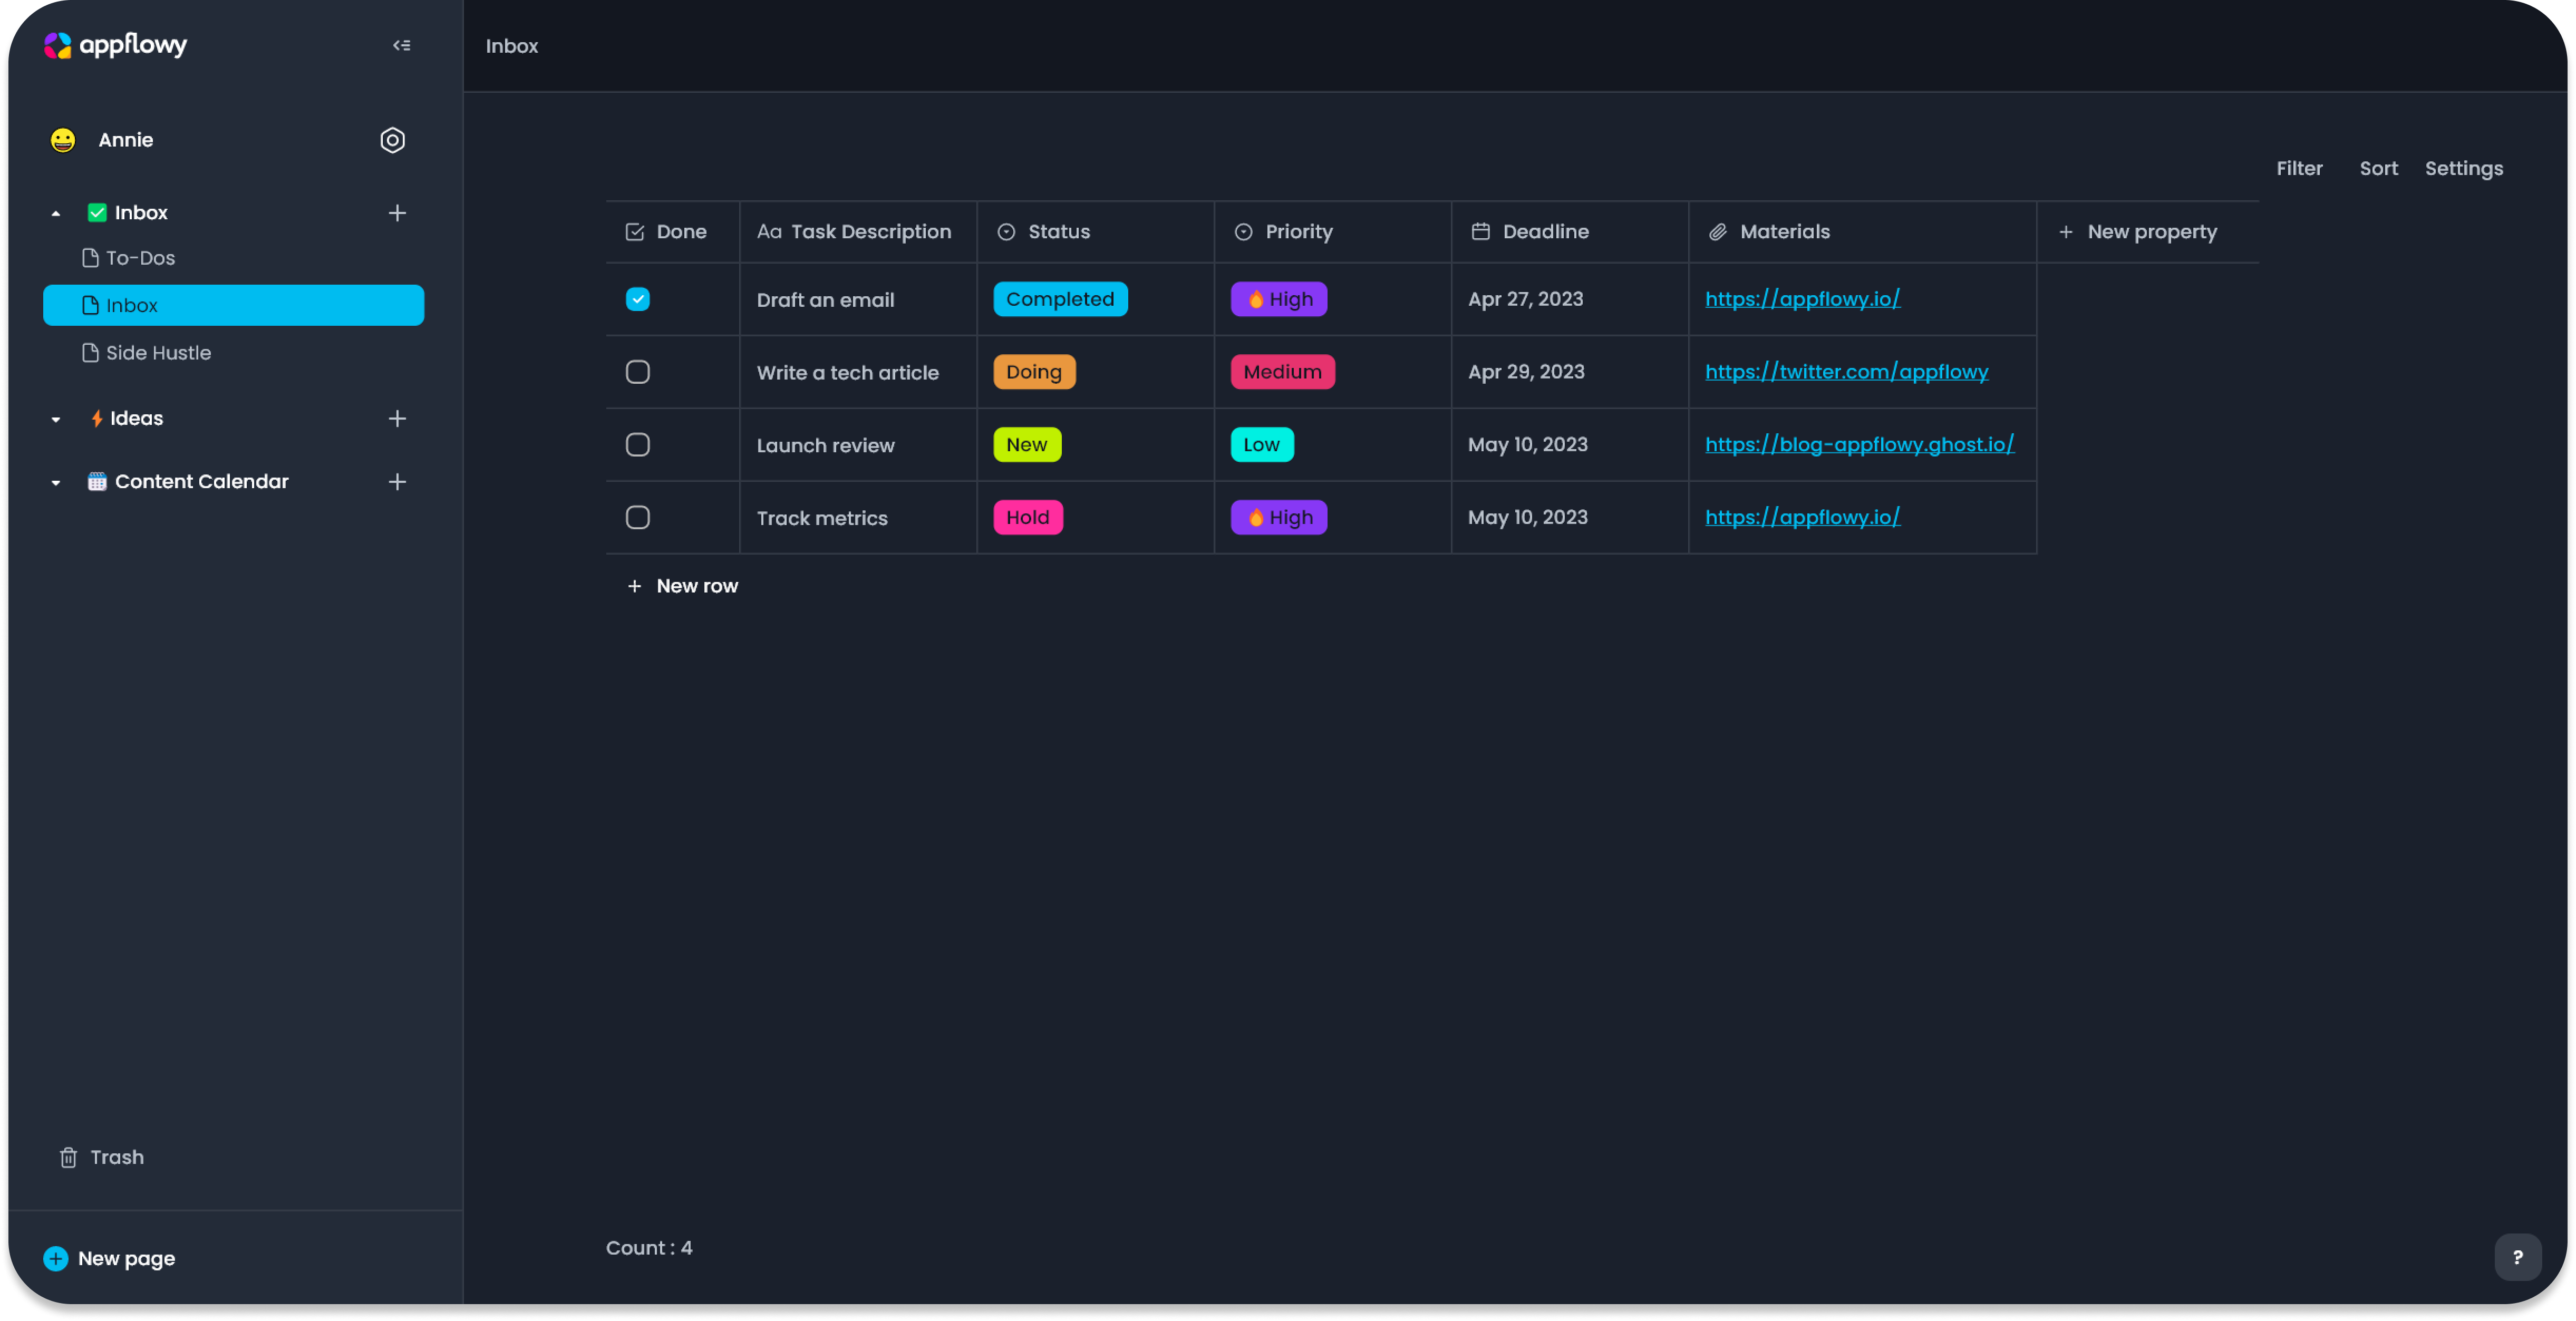 appflowy
Inbox
Annie
Filter Sort Settings
Inbox
To-Dos
Inbox
Side Hustle
Ideas
Content Calendar
Done Aa Task Description Status Priority Deadline Materials + New property
Draft an email Completed High Apr 27, 2023 https://appflowy.io/
Write a tech article Doing Medium Apr 29, 2023 https://twitter.com/appflowy
Launch review New Low May 10, 2023 https://blog-appflowy.ghost.io/
Track metrics Hold High May 10, 2023 https://appflowy.io/
+ New row
Trash
New page
Count : 4
?